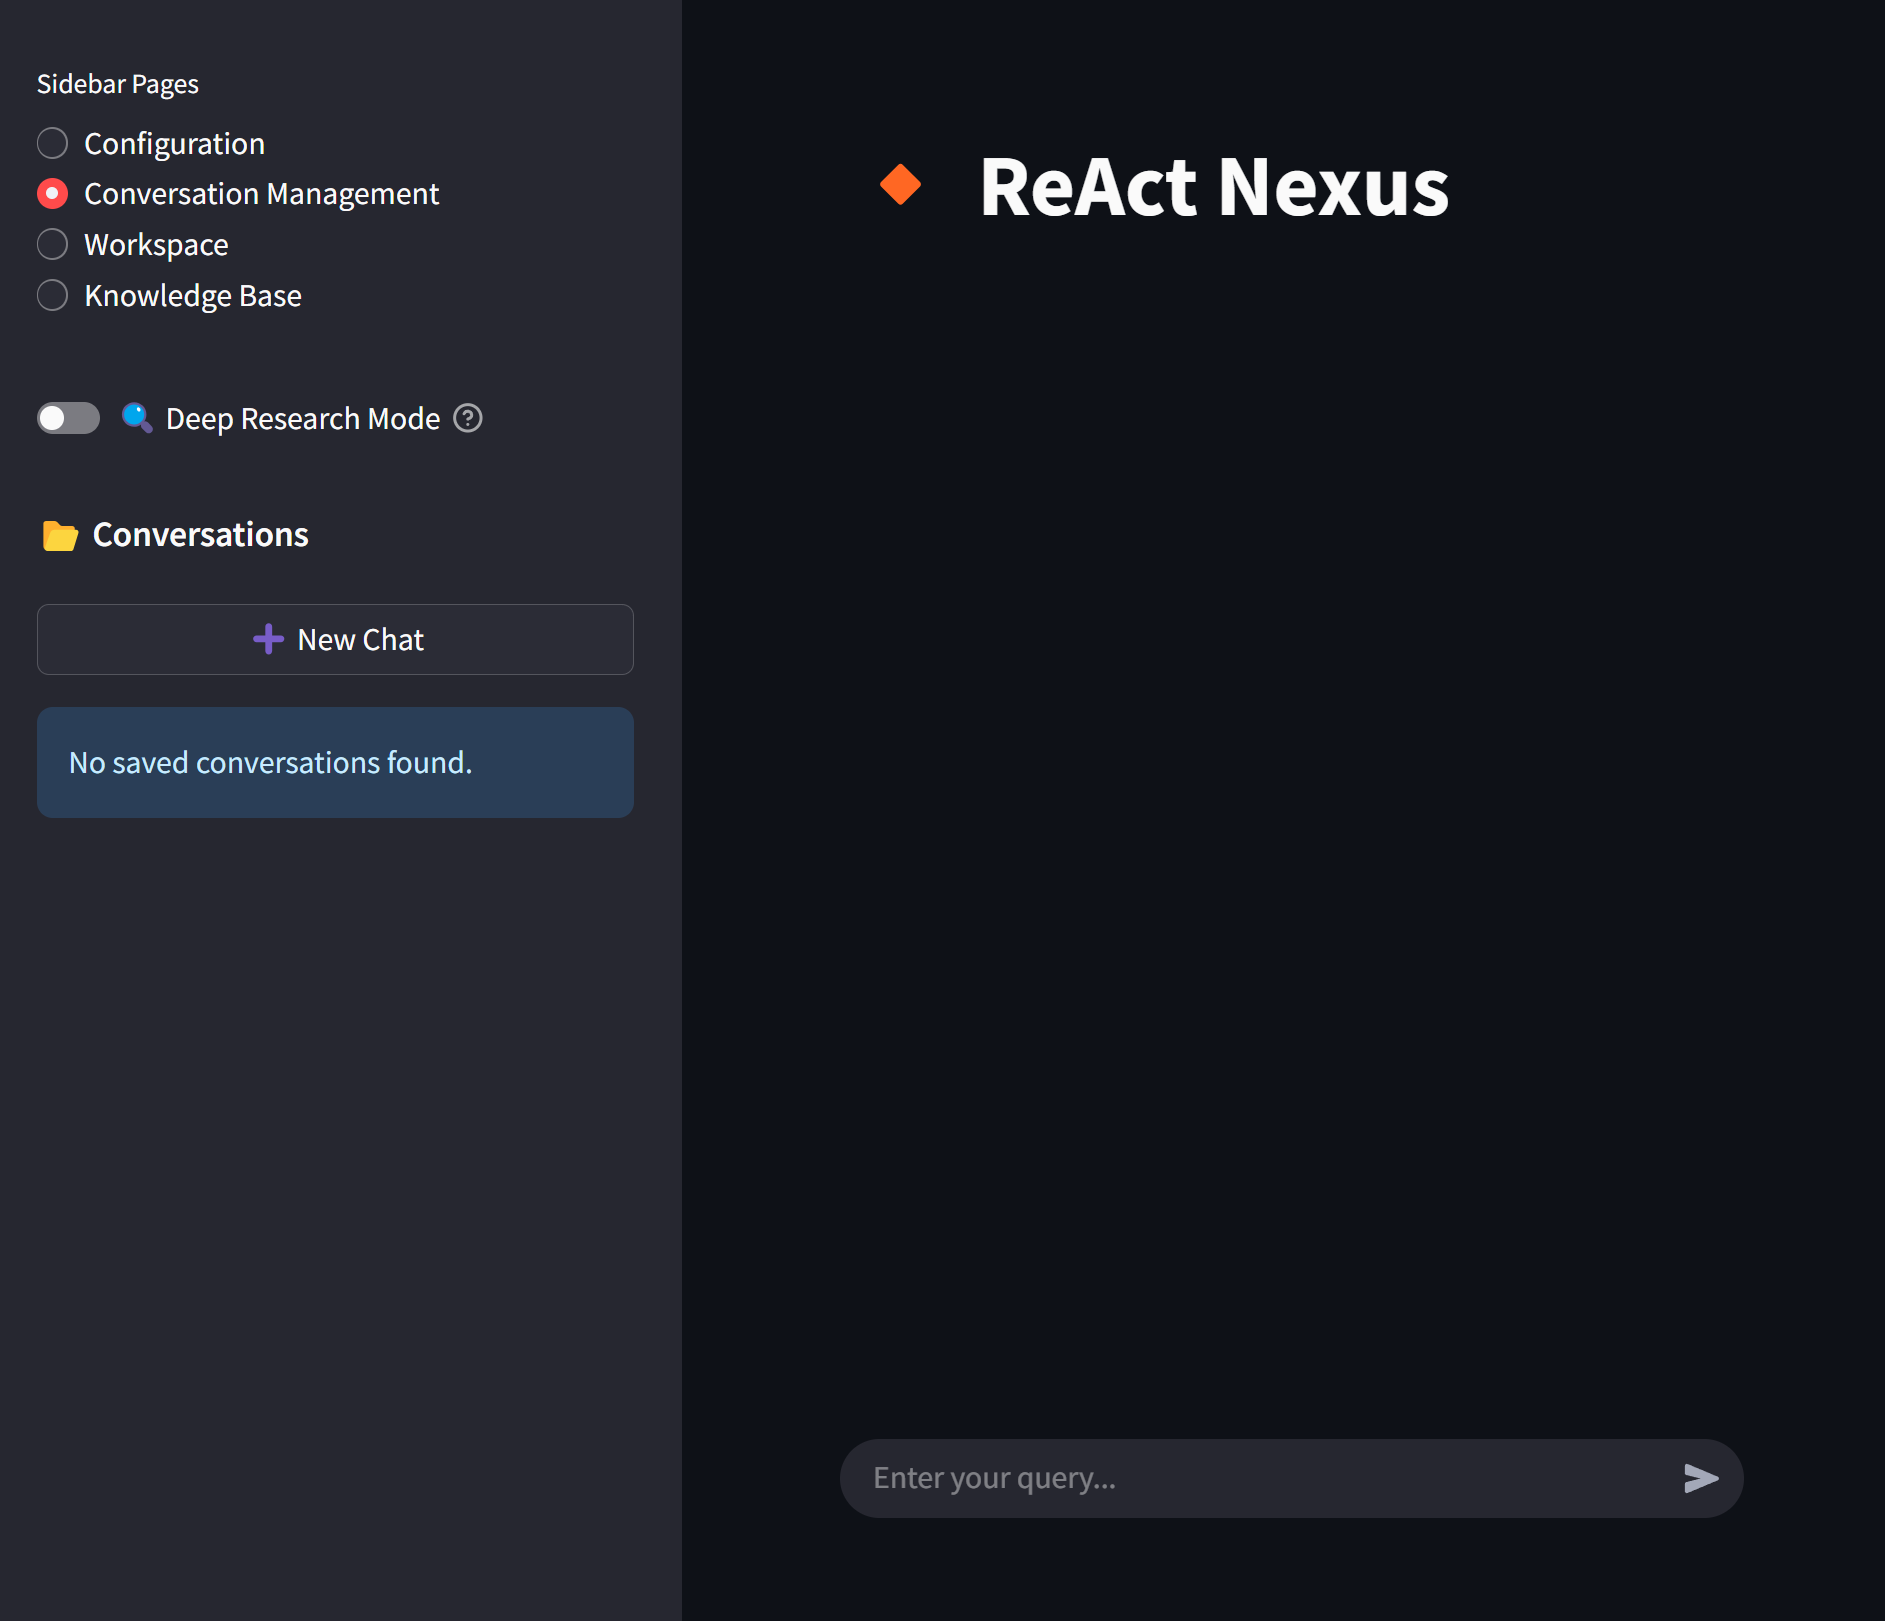 Sidebar Pages
Configuration
Conversation Management
Workspace
Knowledge Base
Deep Research Mode
Conversations
New Chat
No saved conversations found.
ReAct Nexus
Enter your query...